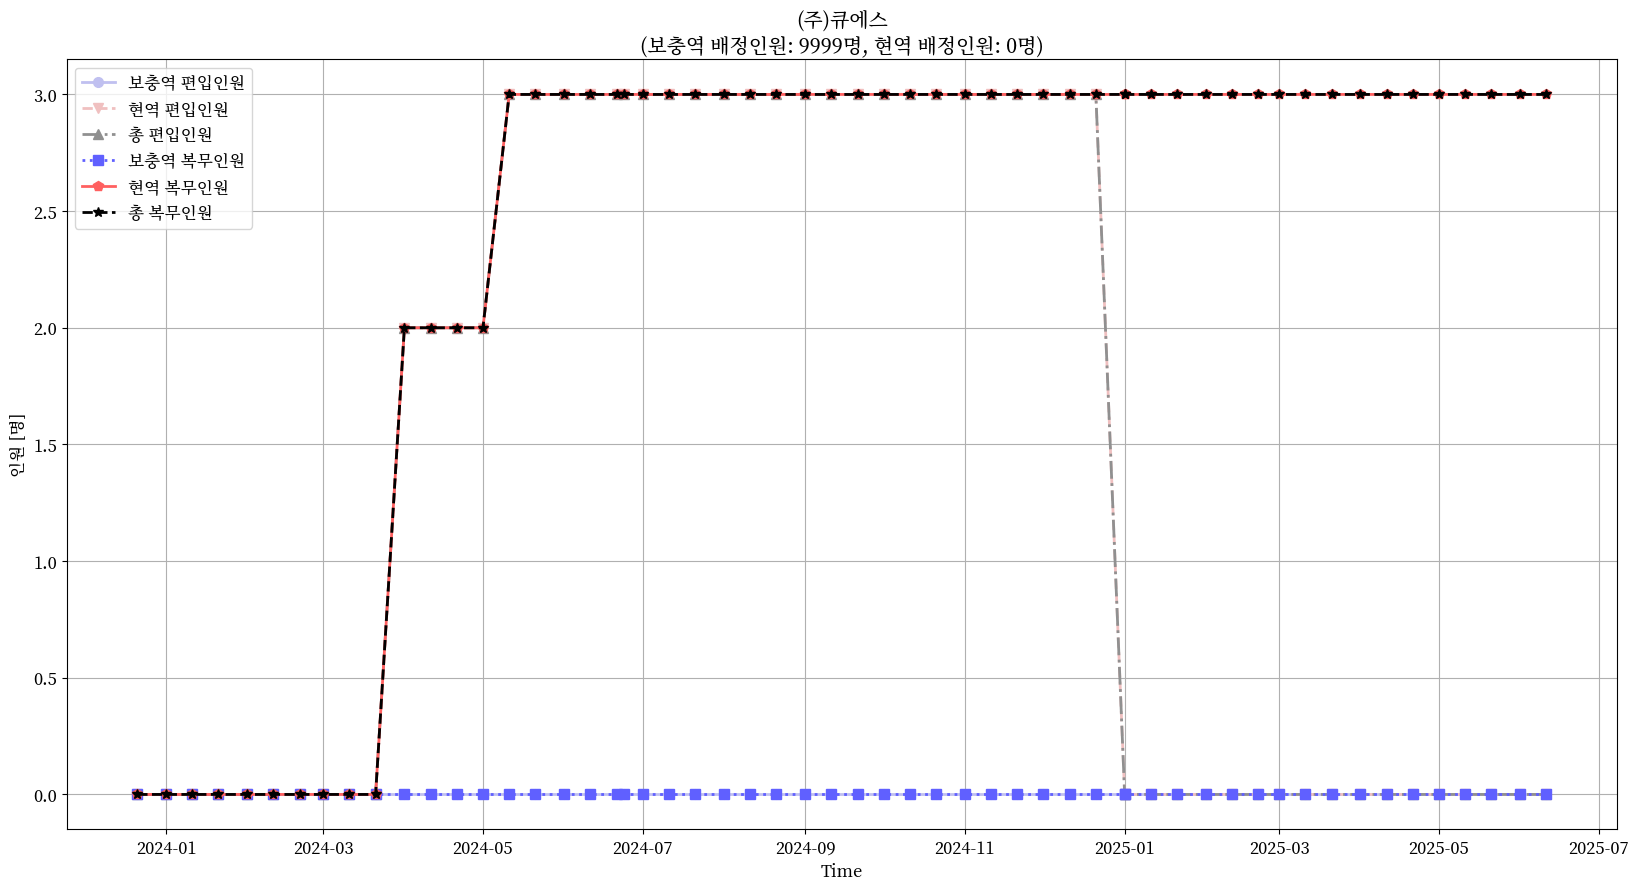 (주)큐에스
(보충역 배정인원: 9999명, 현역 배정인원: 0명)
보충역 편입인원
현역 편입인원
총 편입인원
보충역 복무인원
현역 복무인원
총 복무인원
인원 [명]
3.0
2.5
2.0
1.5
1.0
0.5
0.0
2024-01
2024-03
2024-05
2024-07
2024-09
2024-11
2025-01
2025-03
2025-05
2025-07
Time